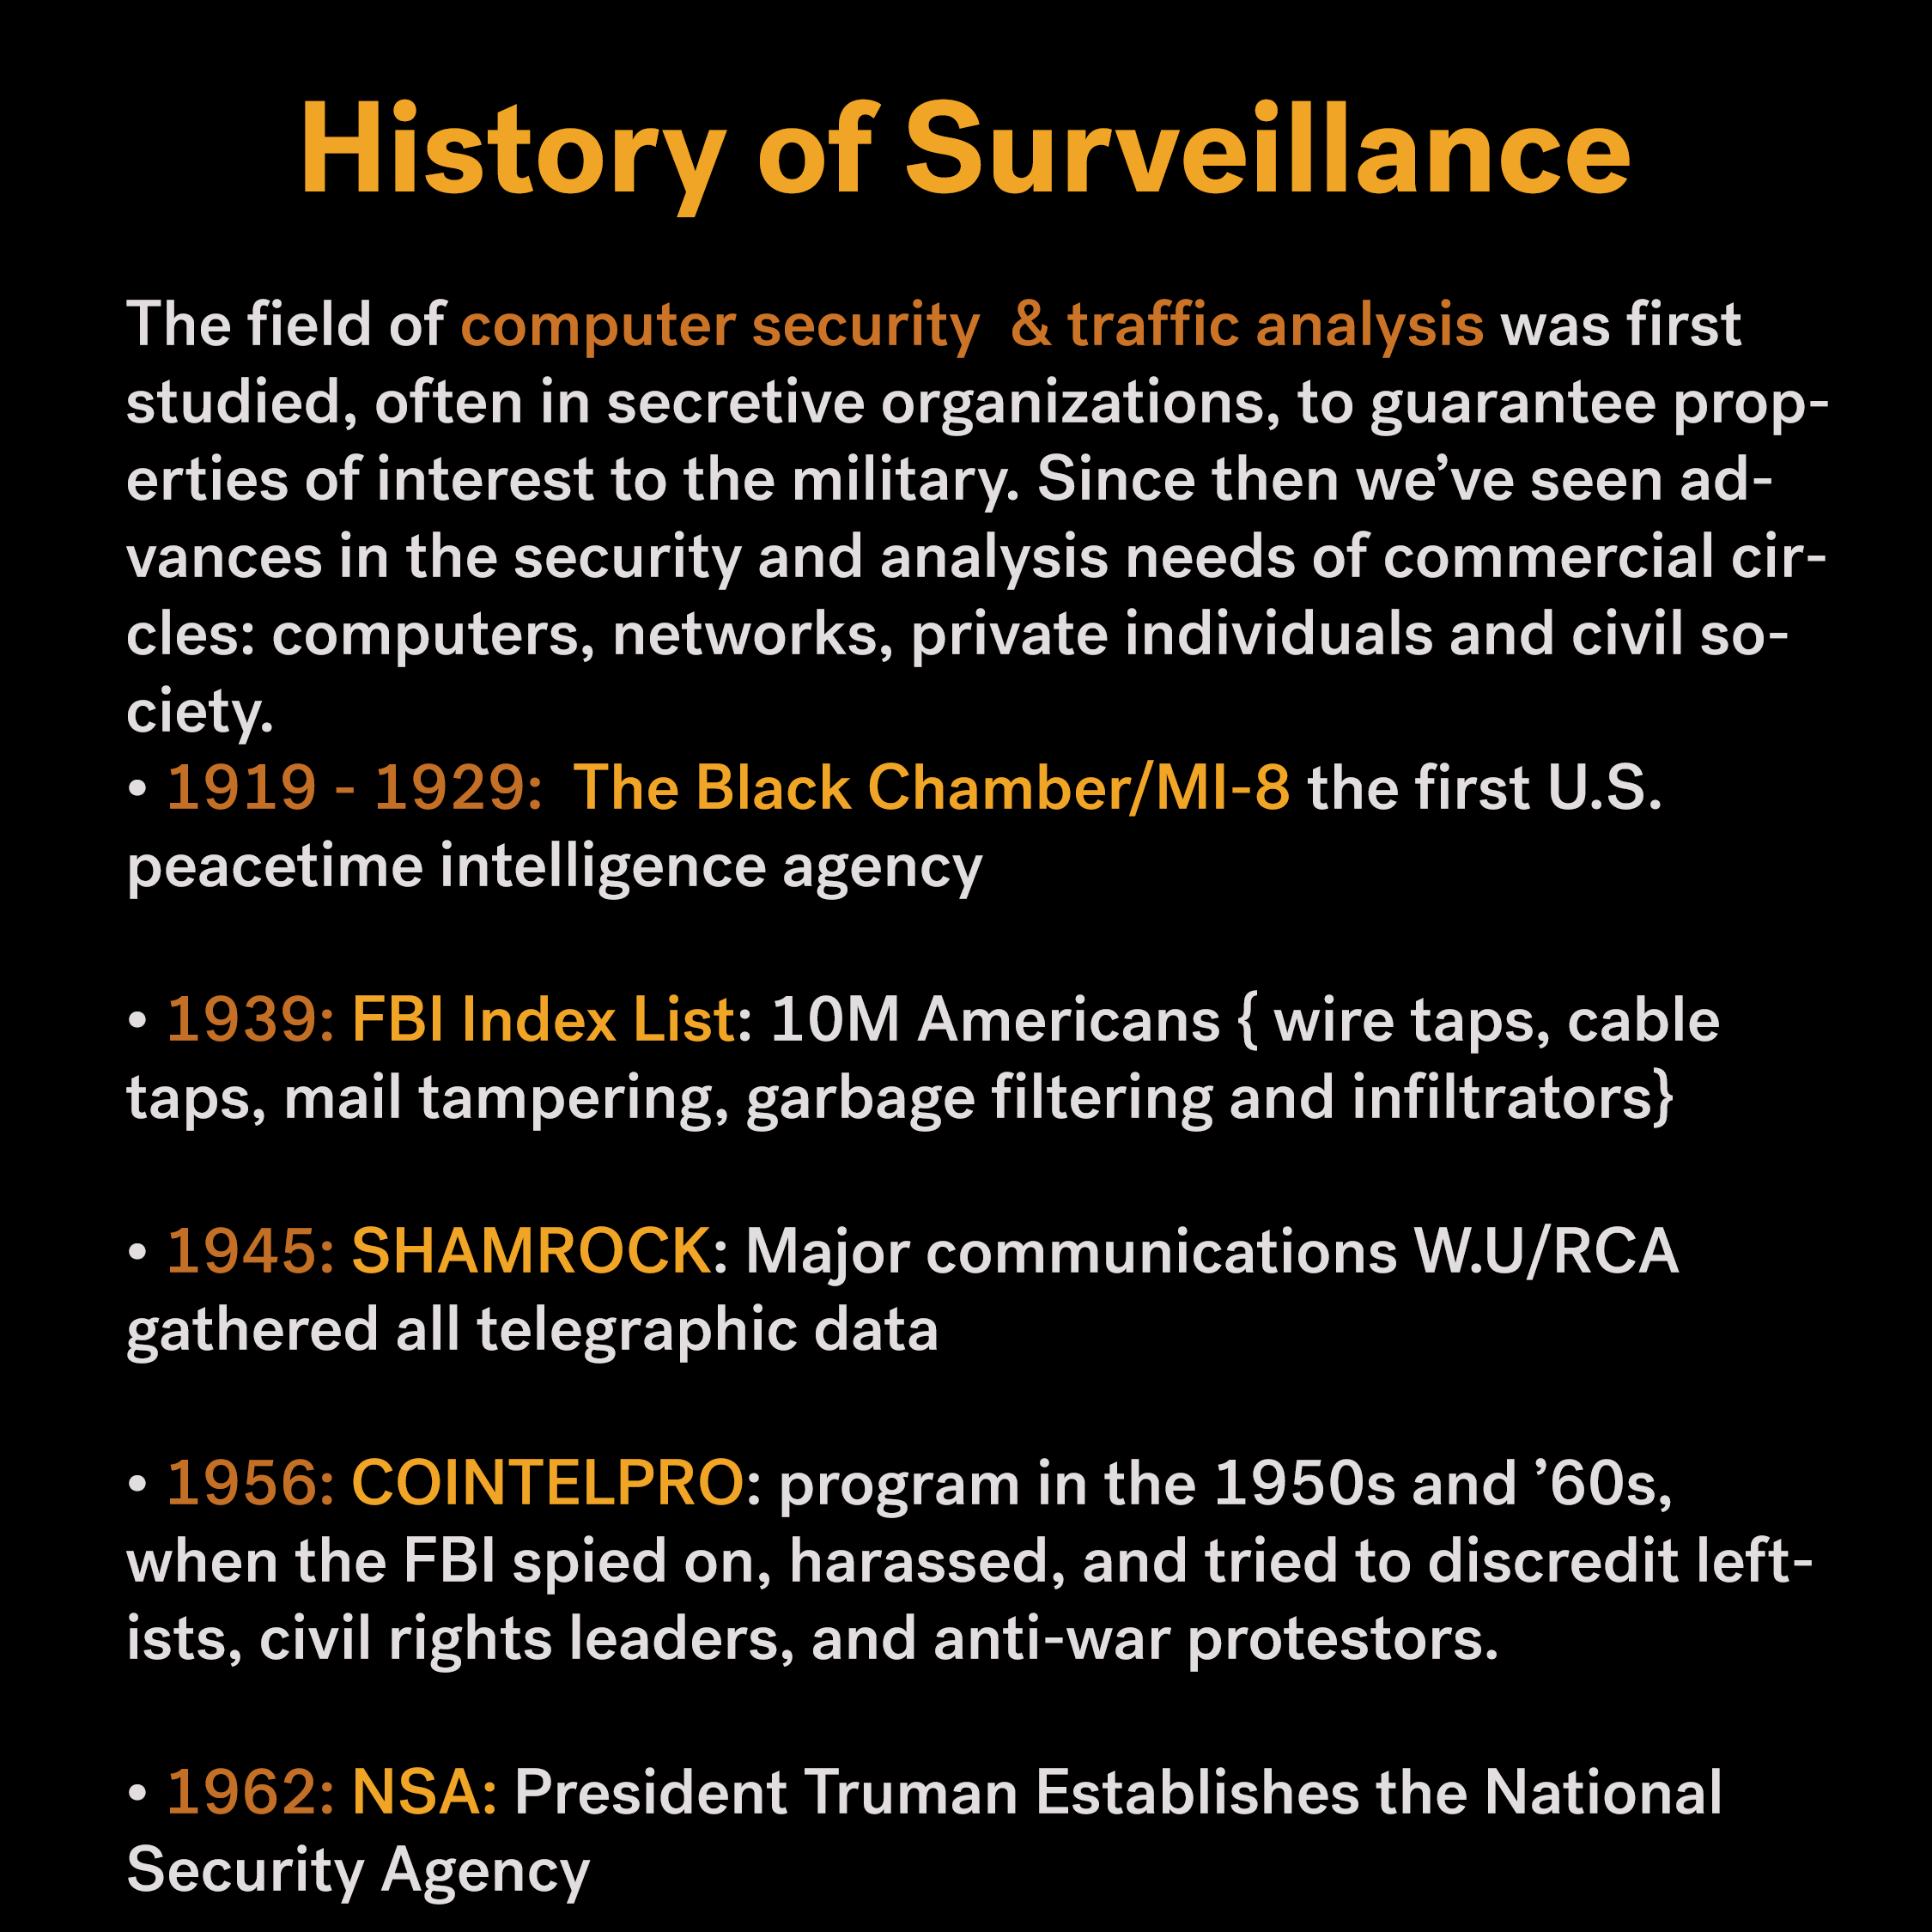 History of Surveillance
The field of computer security  & traffic analysis was first
studied, often in secretive organizations, to guarantee prop-
erties of interest to the military. Since then we’ve seen ad-
vances in the security and analysis needs of commercial cir-
cles: computers, networks, private individuals and civil so-
ciety.
• 1919 - 1929:  The Black Chamber/MI-8 the first U.S.
peacetime intelligence agency
• 1939: FBI Index List: 10M Americans { wire taps, cable
taps, mail tampering, garbage filtering and infiltrators}
• 1945: SHAMROCK: Major communications W.U/RCA
gathered all telegraphic data
• 1956: COINTELPRO: program in the 1950s and ’60s,
when the FBI spied on, harassed, and tried to discredit left-
ists, civil rights leaders, and anti-war protestors.
• 1962: NSA: President Truman Establishes the National
Security Agency